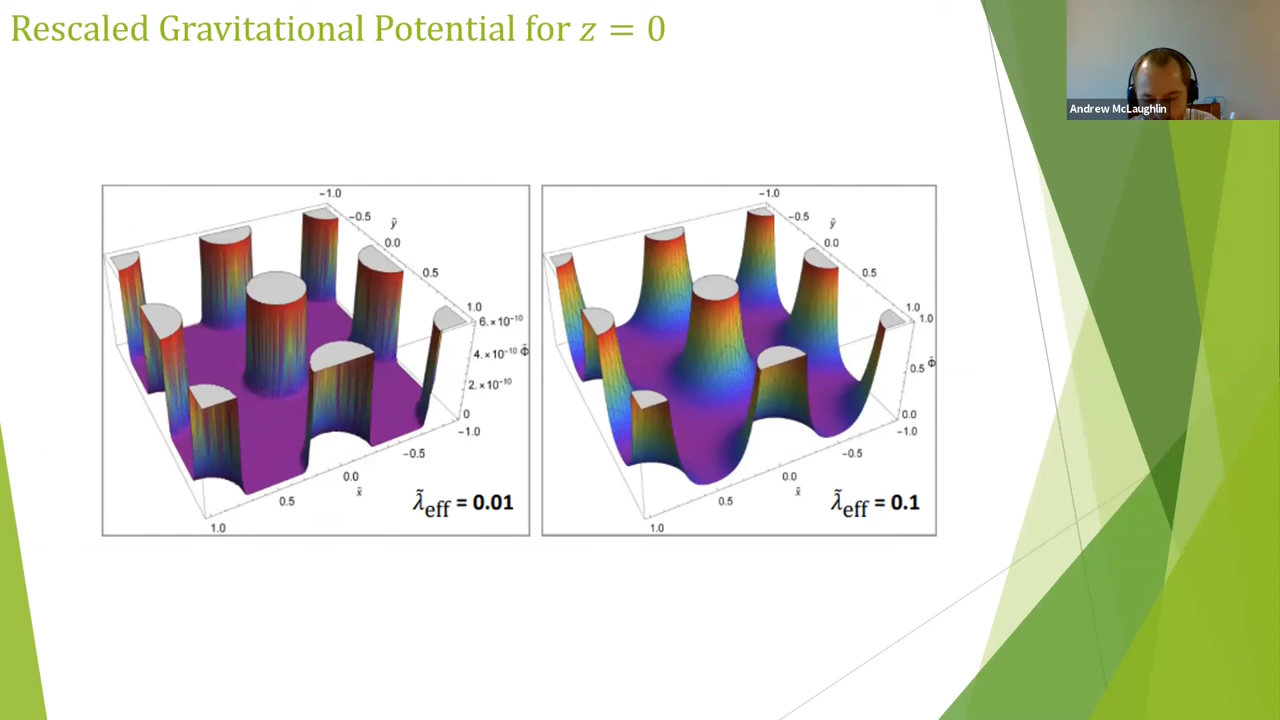 Rescaled Gravitational Potential for z = 0
Andrew McLaughlin
−1.0
−0.5
ỹ
0.0
0.5
1.0
6.×10⁻¹⁰
4.×10⁻¹⁰ Φ̃
2.×10⁻¹⁰
0
−1.0
−0.5
0.0
x̃
0.5
1.0
λ̃eff = 0.01
−1.0
−0.5
ỹ
0.0
0.5
1.0
1.0
0.5 Φ̃
0.0
−1.0
−0.5
0.0
x̃
0.5
1.0
λ̃eff = 0.1